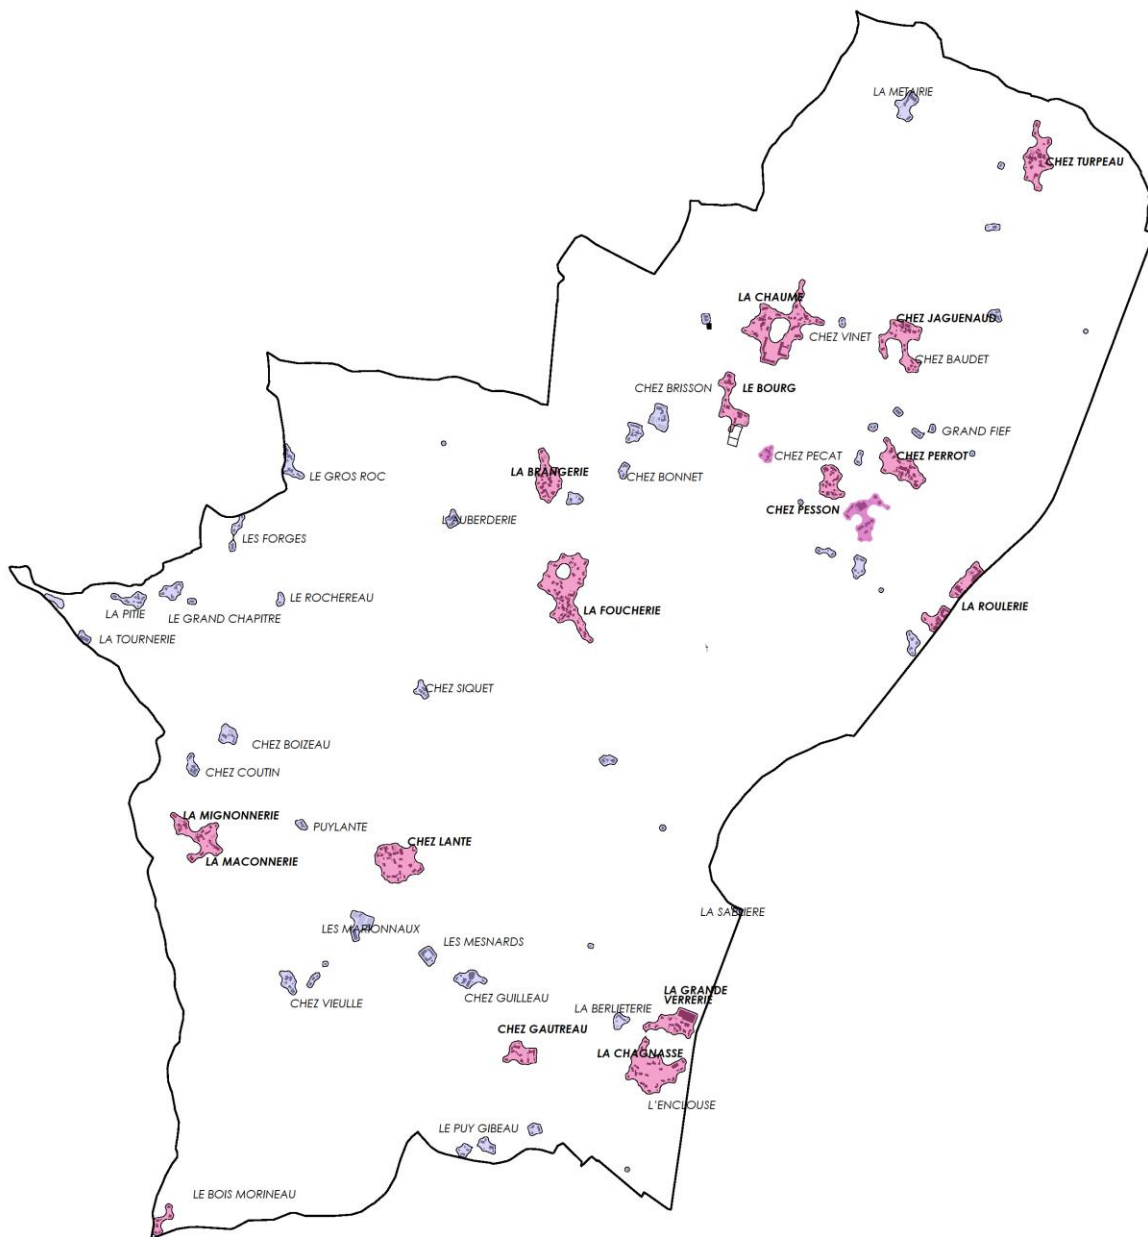 LA METAIRIE
CHEZ TURPEAU
LA CHAUME
CHEZ JAGUENAUD
CHEZ VINET
CHEZ BAUDET
CHEZ BRISSON
LE BOURG
GRAND FIEF
CHEZ PECAT
CHEZ PERROT
LA BRANGERIE
CHEZ BONNET
LE GROS ROC
CHEZ PESSON
L'AUBERDERIE
LES FORGES
LE ROCHEREAU
LA PITIE
LE GRAND CHAPITRE
LA FOUCHERIE
LA ROULERIE
LA TOURNERIE
CHEZ SIQUET
CHEZ BOIZEAU
CHEZ COUTIN
LA MIGNONNERIE
PUYLANTE
CHEZ LANTE
LA MACONNERIE
LA SABLIERE
LES MARIONNAUX
LES MESNARDS
CHEZ VIEULLE
CHEZ GUILLEAU
LA GRANDE
VERRERIE
LA BERLIETERIE
CHEZ GAUTREAU
LA CHAGNASSE
L'ENCLOUSE
LE PUY GIBEAU
LE BOIS MORINEAU